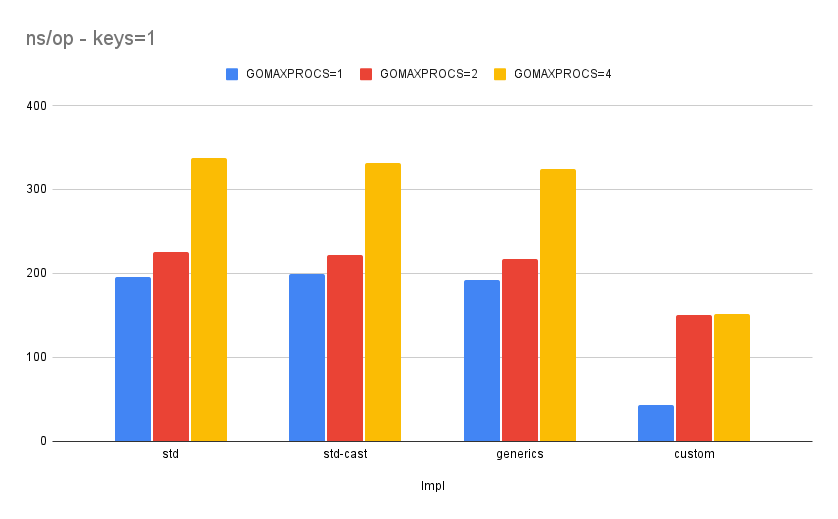 ns/op - keys=1
GOMAXPROCS=1 GOMAXPROCS=2 GOMAXPROCS=4
400
300
200
100
0
std std-cast generics custom
Impl